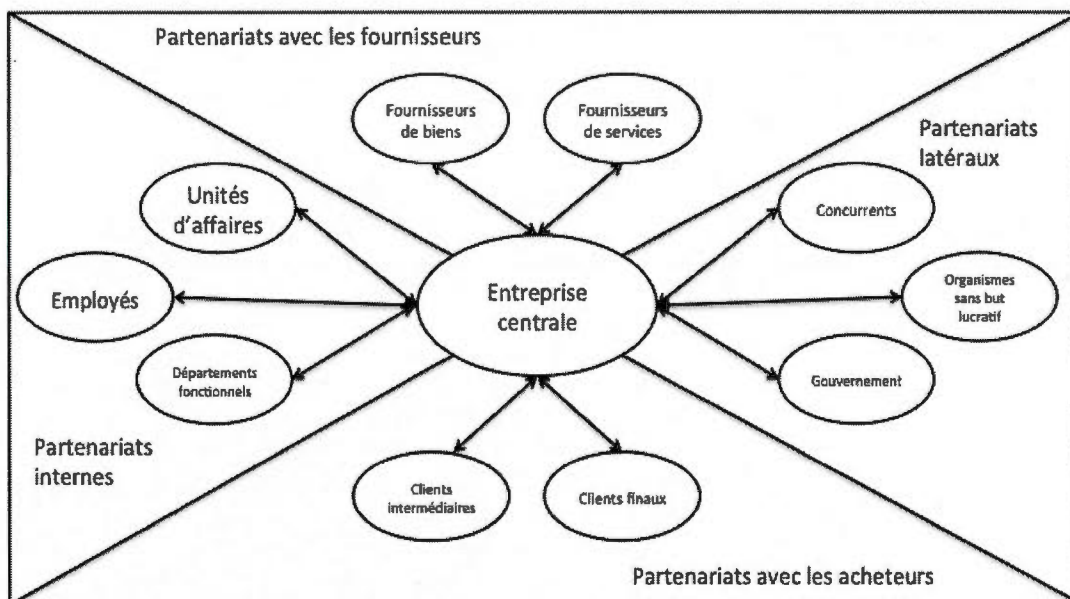 Partenariats avec les fournisseurs
Fournisseurs
de biens
Fournisseurs
de services
Partenariats
latéraux
Unités
d'affaires
Concurrents
Employés
Entreprise
centrale
Organismes
sans but
lucratif
Départements
fonctionnels
Gouvernement
Partenariats
internes
Clients
intermédiaires
Clients finaux
Partenariats avec les acheteurs